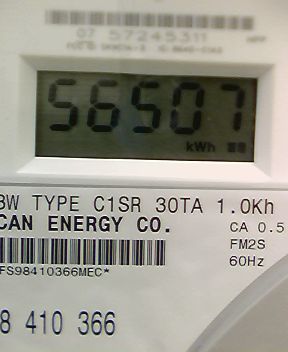 07 57245311
56507
kWh
3W TYPE C1SR 30TA 1.0Kh
CAN ENERGY CO.
CA 0.5
FM2S
FS98410366MEC*
60Hz
8 410 366